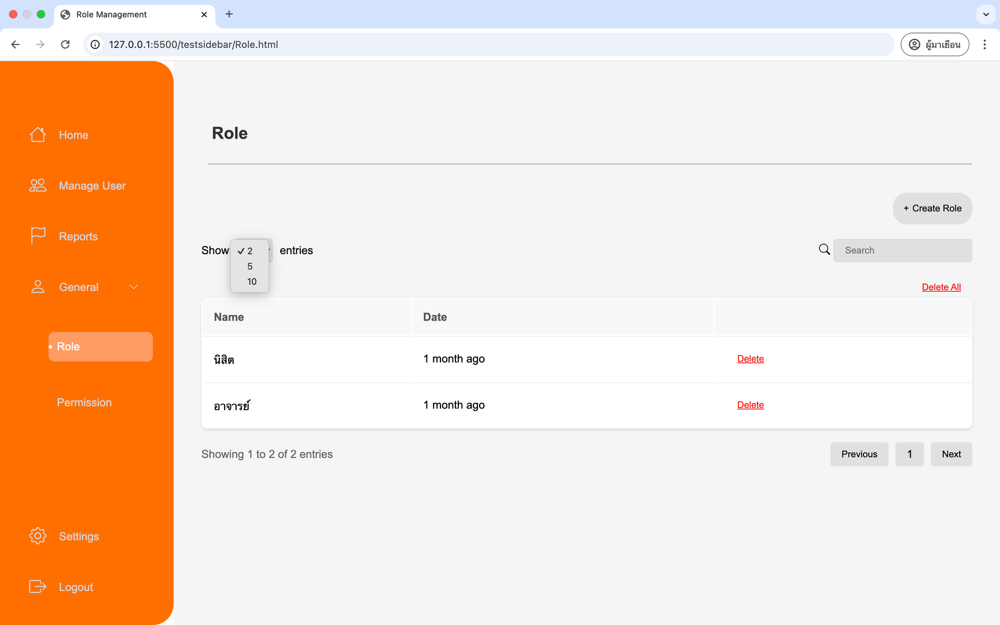 Role Management
127.0.0.1:5500/testsidebar/Role.html
ผู้มาเยือน
Home
Manage User
Reports
General
Role
Permission
Settings
Logout
Role
+ Create Role
Show
2
5
10
entries
Search
Delete All
Name Date
นิสิต 1 month ago Delete
อาจารย์ 1 month ago Delete
Showing 1 to 2 of 2 entries
Previous 1 Next